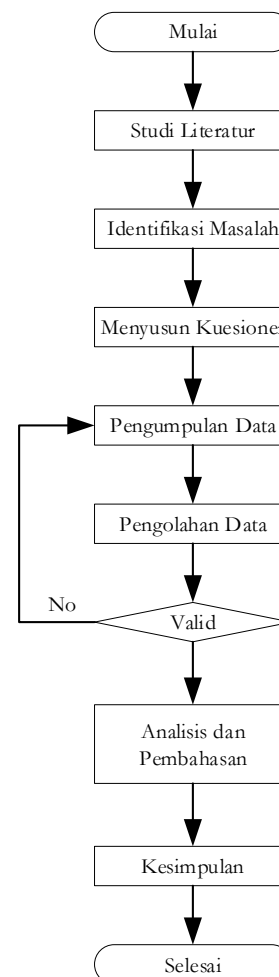 Mulai
Studi Literatur
Identifikasi Masalah
Menyusun Kuesione
Pengumpulan Data
Pengolahan Data
No
Valid
Analisis dan
Pembahasan
Kesimpulan
Selesai